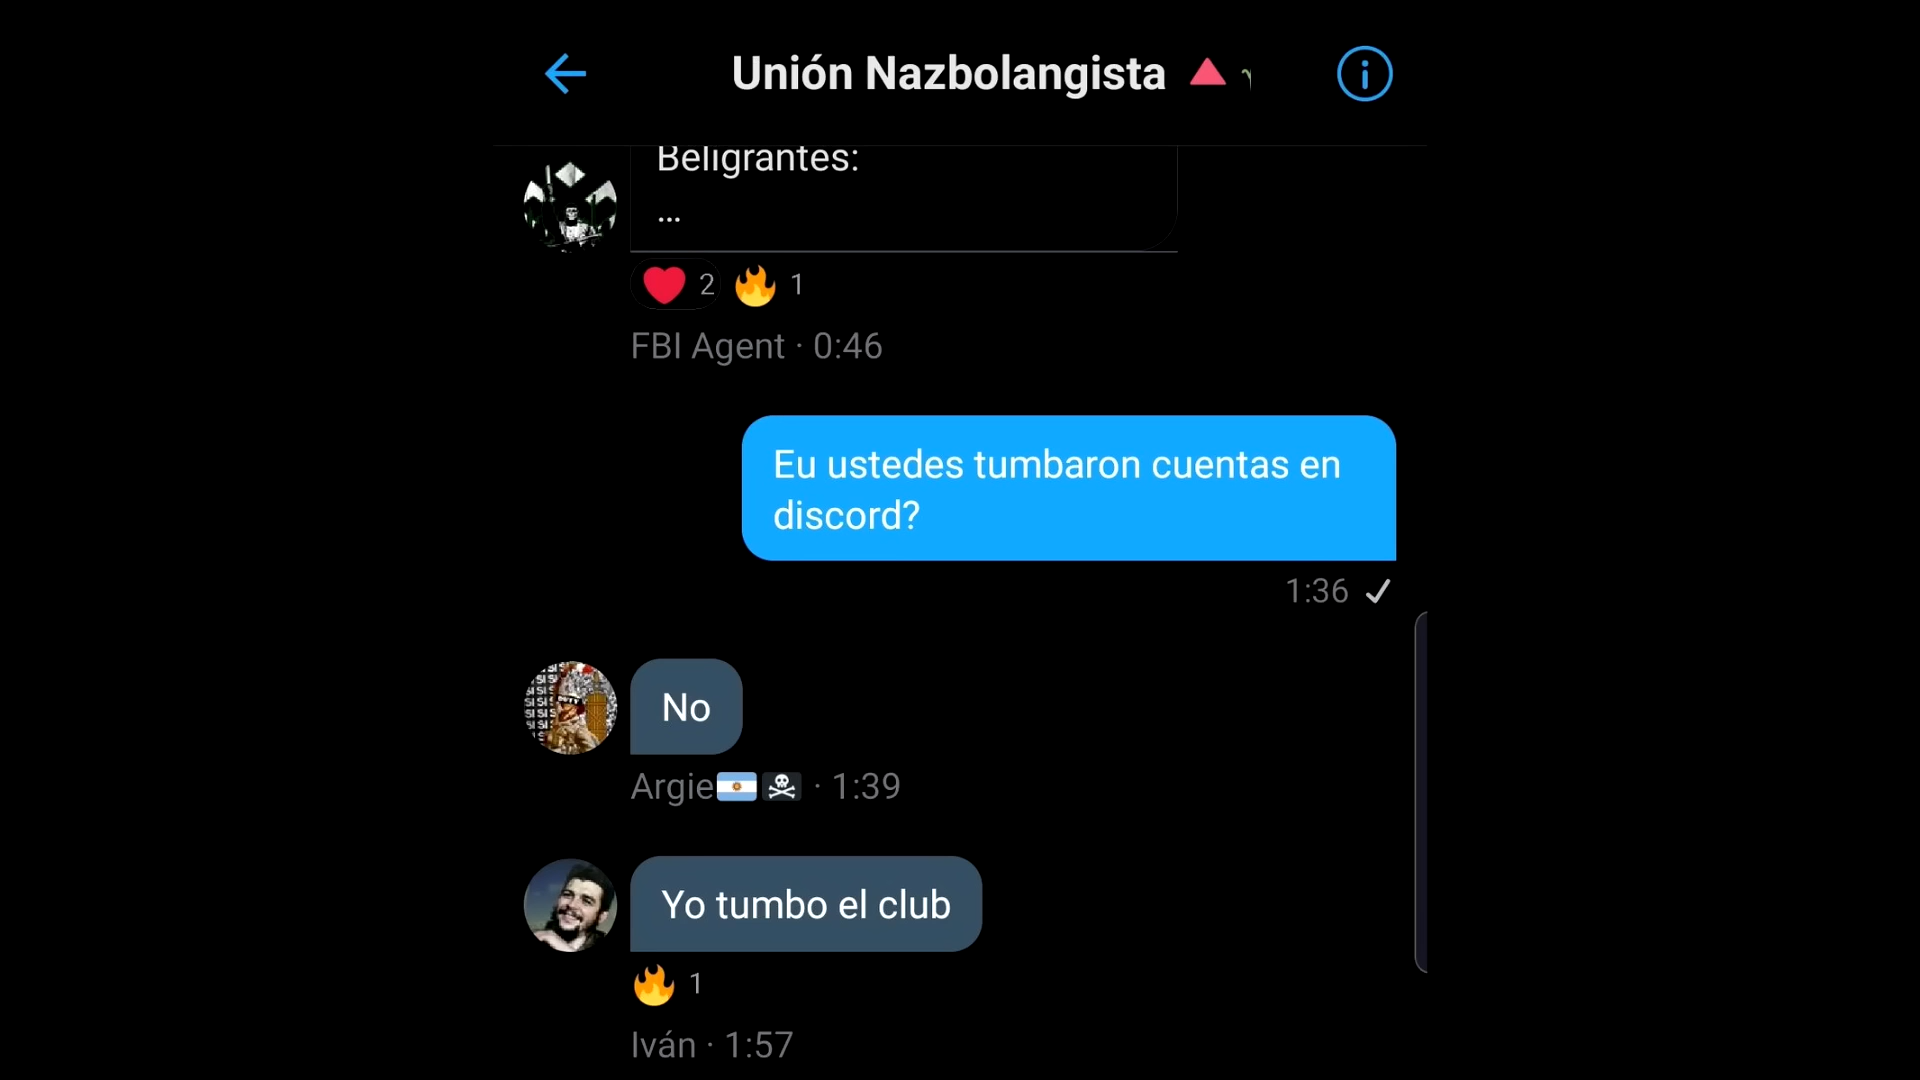 Unión Nazbolangista 🔺
Beligrantes:
...
❤️ 2 🔥 1
FBI Agent · 0:46
Eu ustedes tumbaron cuentas en
discord?
1:36 ✓
No
Argie🇦🇷☠️ · 1:39
Yo tumbo el club
🔥 1
Iván · 1:57